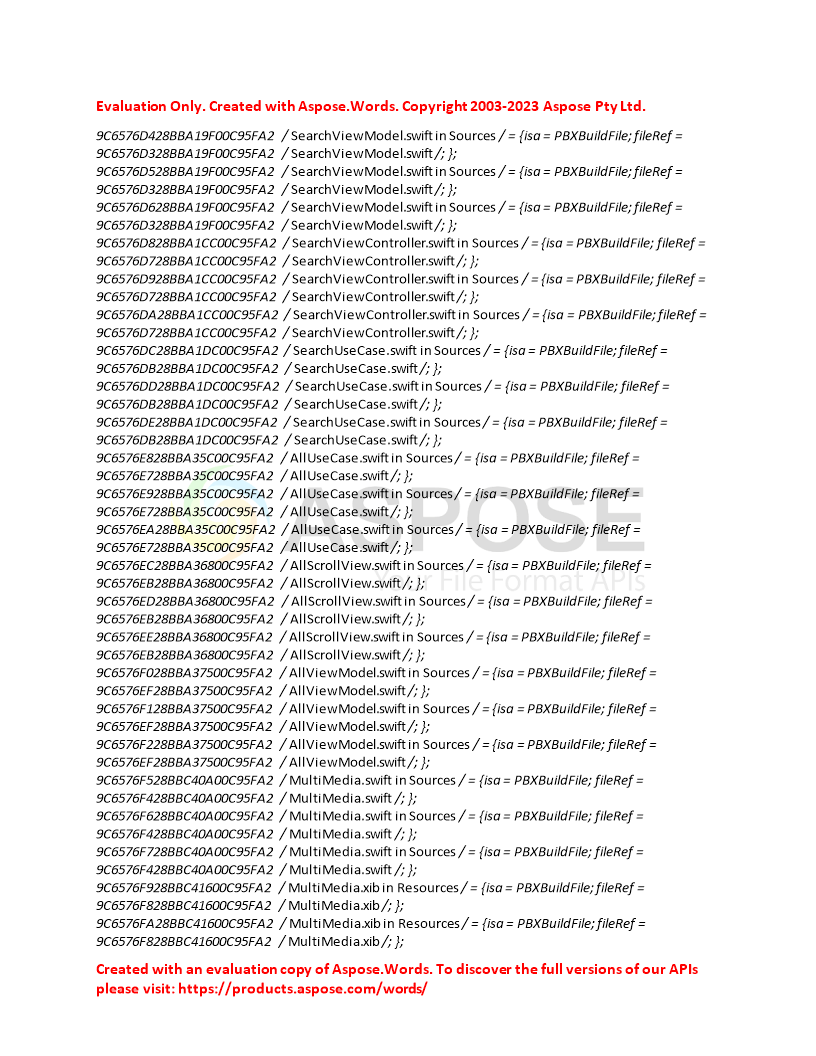 Evaluation Only. Created with Aspose.Words. Copyright 2003-2023 Aspose Pty Ltd.
9C6576D428BBA19F00C95FA2 / SearchViewModel.swift in Sources / = {isa = PBXBuildFile; fileRef =
9C6576D328BBA19F00C95FA2 / SearchViewModel.swift /; };
9C6576D528BBA19F00C95FA2 / SearchViewModel.swift in Sources / = {isa = PBXBuildFile; fileRef =
9C6576D328BBA19F00C95FA2 / SearchViewModel.swift /; };
9C6576D628BBA19F00C95FA2 / SearchViewModel.swift in Sources / = {isa = PBXBuildFile; fileRef =
9C6576D328BBA19F00C95FA2 / SearchViewModel.swift /; };
9C6576D828BBA1CC00C95FA2 / SearchViewController.swift in Sources / = {isa = PBXBuildFile; fileRef =
9C6576D728BBA1CC00C95FA2 / SearchViewController.swift /; };
9C6576D928BBA1CC00C95FA2 / SearchViewController.swift in Sources / = {isa = PBXBuildFile; fileRef =
9C6576D728BBA1CC00C95FA2 / SearchViewController.swift /; };
9C6576DA28BBA1CC00C95FA2 / SearchViewController.swift in Sources / = {isa = PBXBuildFile; fileRef =
9C6576D728BBA1CC00C95FA2 / SearchViewController.swift /; };
9C6576DC28BBA1DC00C95FA2 / SearchUseCase.swift in Sources / = {isa = PBXBuildFile; fileRef =
9C6576DB28BBA1DC00C95FA2 / SearchUseCase.swift /; };
9C6576DD28BBA1DC00C95FA2 / SearchUseCase.swift in Sources / = {isa = PBXBuildFile; fileRef =
9C6576DB28BBA1DC00C95FA2 / SearchUseCase.swift /; };
9C6576DE28BBA1DC00C95FA2 / SearchUseCase.swift in Sources / = {isa = PBXBuildFile; fileRef =
9C6576DB28BBA1DC00C95FA2 / SearchUseCase.swift /; };
9C6576E828BBA35C00C95FA2 / AllUseCase.swift in Sources / = {isa = PBXBuildFile; fileRef =
9C6576E728BBA35C00C95FA2 / AllUseCase.swift /; };
9C6576E928BBA35C00C95FA2 / AllUseCase.swift in Sources / = {isa = PBXBuildFile; fileRef =
9C6576E728BBA35C00C95FA2 / AllUseCase.swift /; };
9C6576EA28BBA35C00C95FA2 / AllUseCase.swift in Sources / = {isa = PBXBuildFile; fileRef =
9C6576E728BBA35C00C95FA2 / AllUseCase.swift /; };
9C6576EC28BBA36800C95FA2 / AllScrollView.swift in Sources / = {isa = PBXBuildFile; fileRef =
9C6576EB28BBA36800C95FA2 / AllScrollView.swift /; };
9C6576ED28BBA36800C95FA2 / AllScrollView.swift in Sources / = {isa = PBXBuildFile; fileRef =
9C6576EB28BBA36800C95FA2 / AllScrollView.swift /; };
9C6576EE28BBA36800C95FA2 / AllScrollView.swift in Sources / = {isa = PBXBuildFile; fileRef =
9C6576EB28BBA36800C95FA2 / AllScrollView.swift /; };
9C6576F028BBA37500C95FA2 / AllViewModel.swift in Sources / = {isa = PBXBuildFile; fileRef =
9C6576EF28BBA37500C95FA2 / AllViewModel.swift /; };
9C6576F128BBA37500C95FA2 / AllViewModel.swift in Sources / = {isa = PBXBuildFile; fileRef =
9C6576EF28BBA37500C95FA2 / AllViewModel.swift /; };
9C6576F228BBA37500C95FA2 / AllViewModel.swift in Sources / = {isa = PBXBuildFile; fileRef =
9C6576EF28BBA37500C95FA2 / AllViewModel.swift /; };
9C6576F528BBC40A00C95FA2 / MultiMedia.swift in Sources / = {isa = PBXBuildFile; fileRef =
9C6576F428BBC40A00C95FA2 / MultiMedia.swift /; };
9C6576F628BBC40A00C95FA2 / MultiMedia.swift in Sources / = {isa = PBXBuildFile; fileRef =
9C6576F428BBC40A00C95FA2 / MultiMedia.swift /; };
9C6576F728BBC40A00C95FA2 / MultiMedia.swift in Sources / = {isa = PBXBuildFile; fileRef =
9C6576F428BBC40A00C95FA2 / MultiMedia.swift /; };
9C6576F928BBC41600C95FA2 / MultiMedia.xib in Resources / = {isa = PBXBuildFile; fileRef =
9C6576F828BBC41600C95FA2 / MultiMedia.xib /; };
9C6576FA28BBC41600C95FA2 / MultiMedia.xib in Resources / = {isa = PBXBuildFile; fileRef =
9C6576F828BBC41600C95FA2 / MultiMedia.xib /; };
ASPOSE
Your File Format APIs
Created with an evaluation copy of Aspose.Words. To discover the full versions of our APIs
please visit: https://products.aspose.com/words/